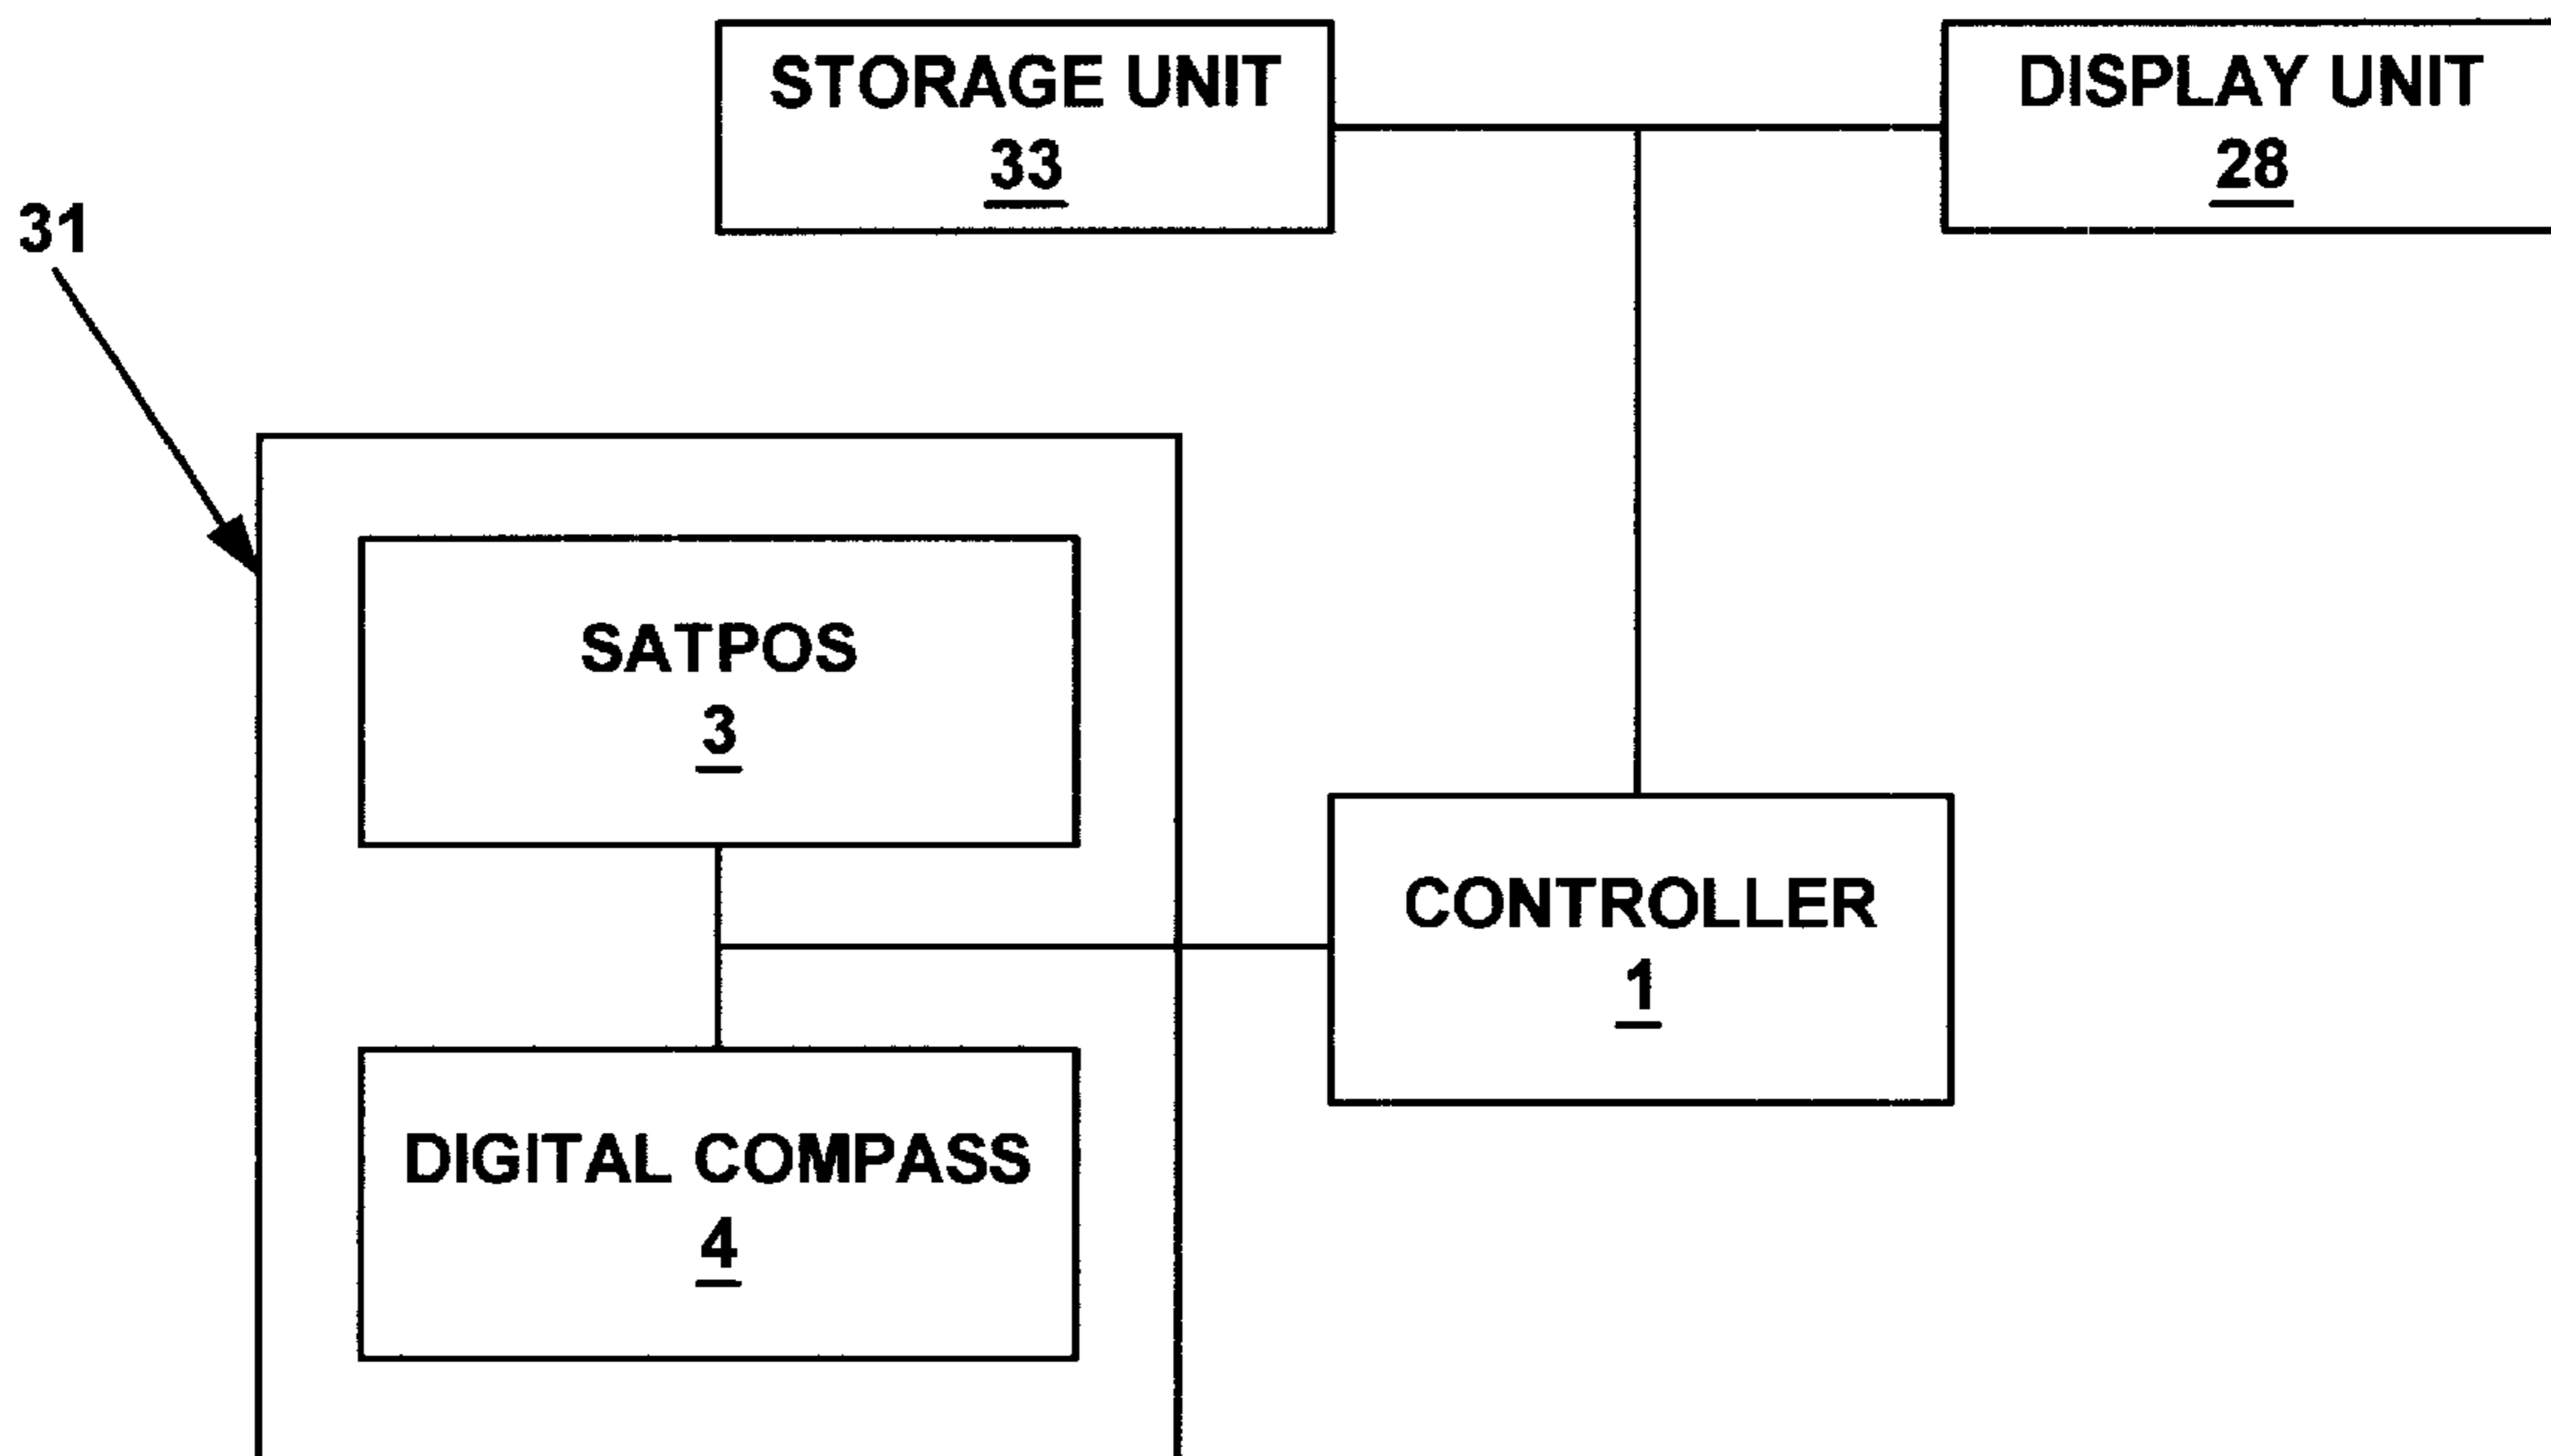 STORAGE UNIT
33
DISPLAY UNIT
28
31
SATPOS
3
CONTROLLER
1
DIGITAL COMPASS
4